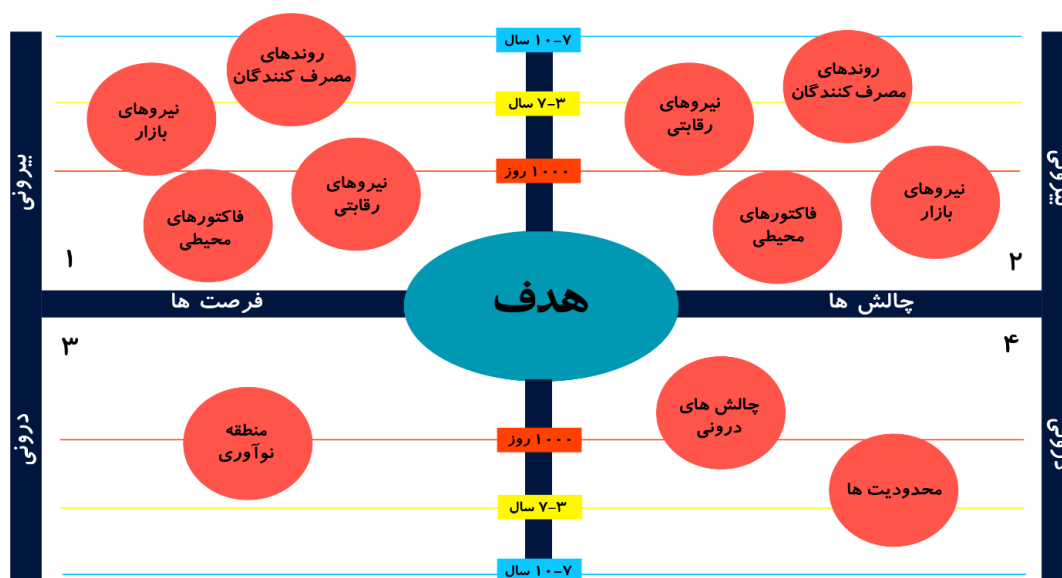 ۷-۱۰ سال
روندهای
مصرف کنندگان
روندهای
مصرف کنندگان
۳-۷ سال
نیروهای
رقابتی
نیروهای
بازار
۱۰۰۰ روز
بیرونی
بیرونی
نیروهای
بازار
نیروهای
رقابتی
فاکتورهای
محیطی
فاکتورهای
محیطی
۲
۱
چالش ها
هدف
فرصت ها
۴
۳
چالش های
درونی
منطقه
نوآوری
۱۰۰۰ روز
درونی
درونی
محدودیت ها
۳-۷ سال
۷-۱۰ سال